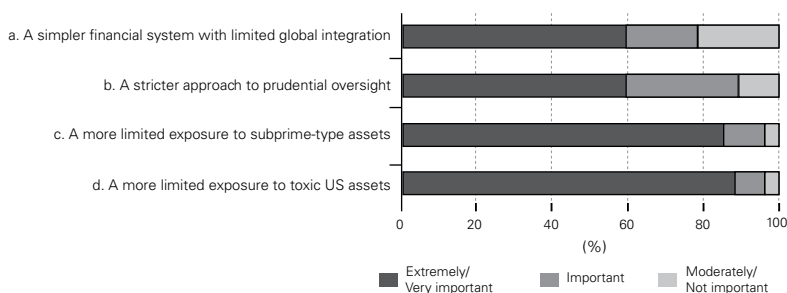 a. A simpler financial system with limited global integration
b. A stricter approach to prudential oversight
c. A more limited exposure to subprime-type assets
d. A more limited exposure to toxic US assets
0 20 40 60 80 100
(%)
Extremely/
Very important
Important
Moderately/
Not important